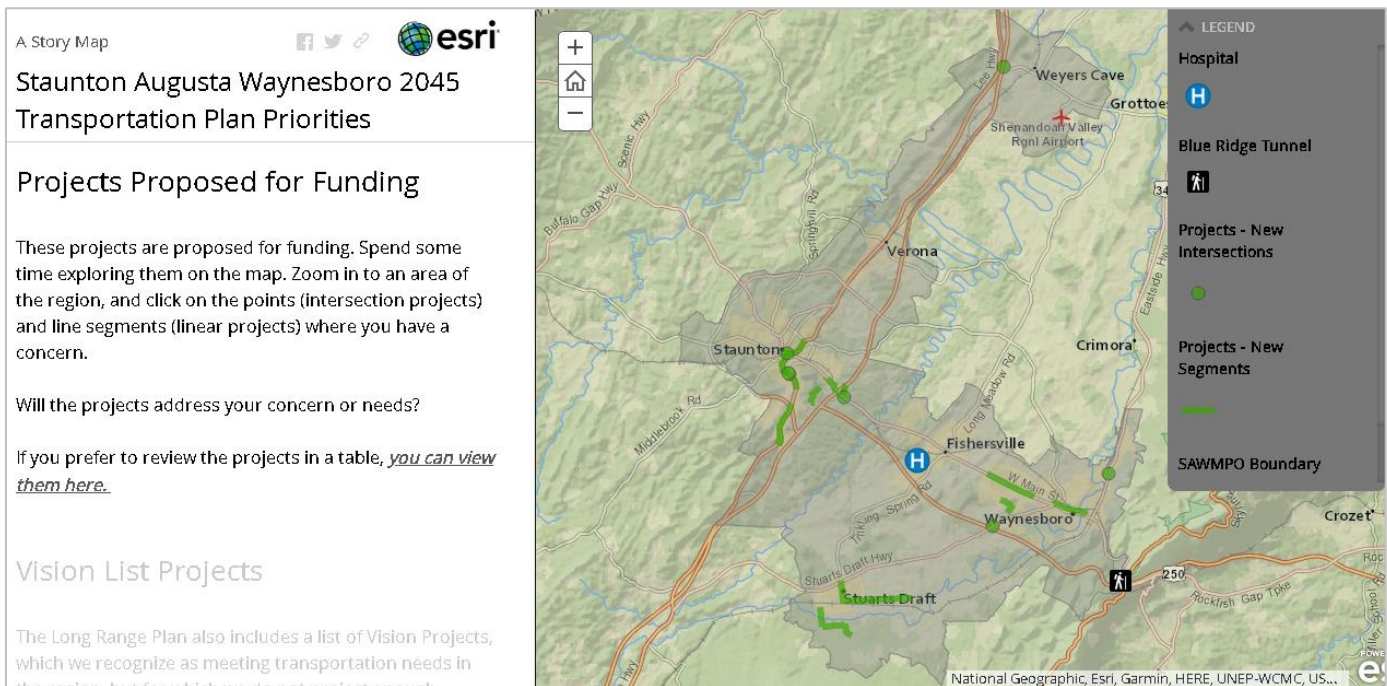 A Story Map
esri
Staunton Augusta Waynesboro 2045
Transportation Plan Priorities
Projects Proposed for Funding
These projects are proposed for funding. Spend some
time exploring them on the map. Zoom in to an area of
the region, and click on the points (intersection projects)
and line segments (linear projects) where you have a
concern.
Will the projects address your concern or needs?
If you prefer to review the projects in a table, you can view
them here.
Vision List Projects
The Long Range Plan also includes a list of Vision Projects,
which we recognize as meeting transportation needs in
+
−
Lee Hwy
Weyers Cave
Grottoes
Shenandoah Valley
Rgnl Airport
Scenic Hwy
Buffalo Gap Hwy
Springhill Rd
Verona
34
Eastside Hwy
Staunton
Crimora
Middlebrook Rd
Long Meadow Rd
Fishersville
H
W Main St
Tinkling Spring Rd
Waynesboro
Stuarts Draft Hwy
Stuarts Draft
Crozet
250
Rockfish Gap Tpke
LEGEND
Hospital
H
Blue Ridge Tunnel
Projects - New
Intersections
Projects - New
Segments
SAWMPO Boundary
National Geographic, Esri, Garmin, HERE, UNEP-WCMC, US...